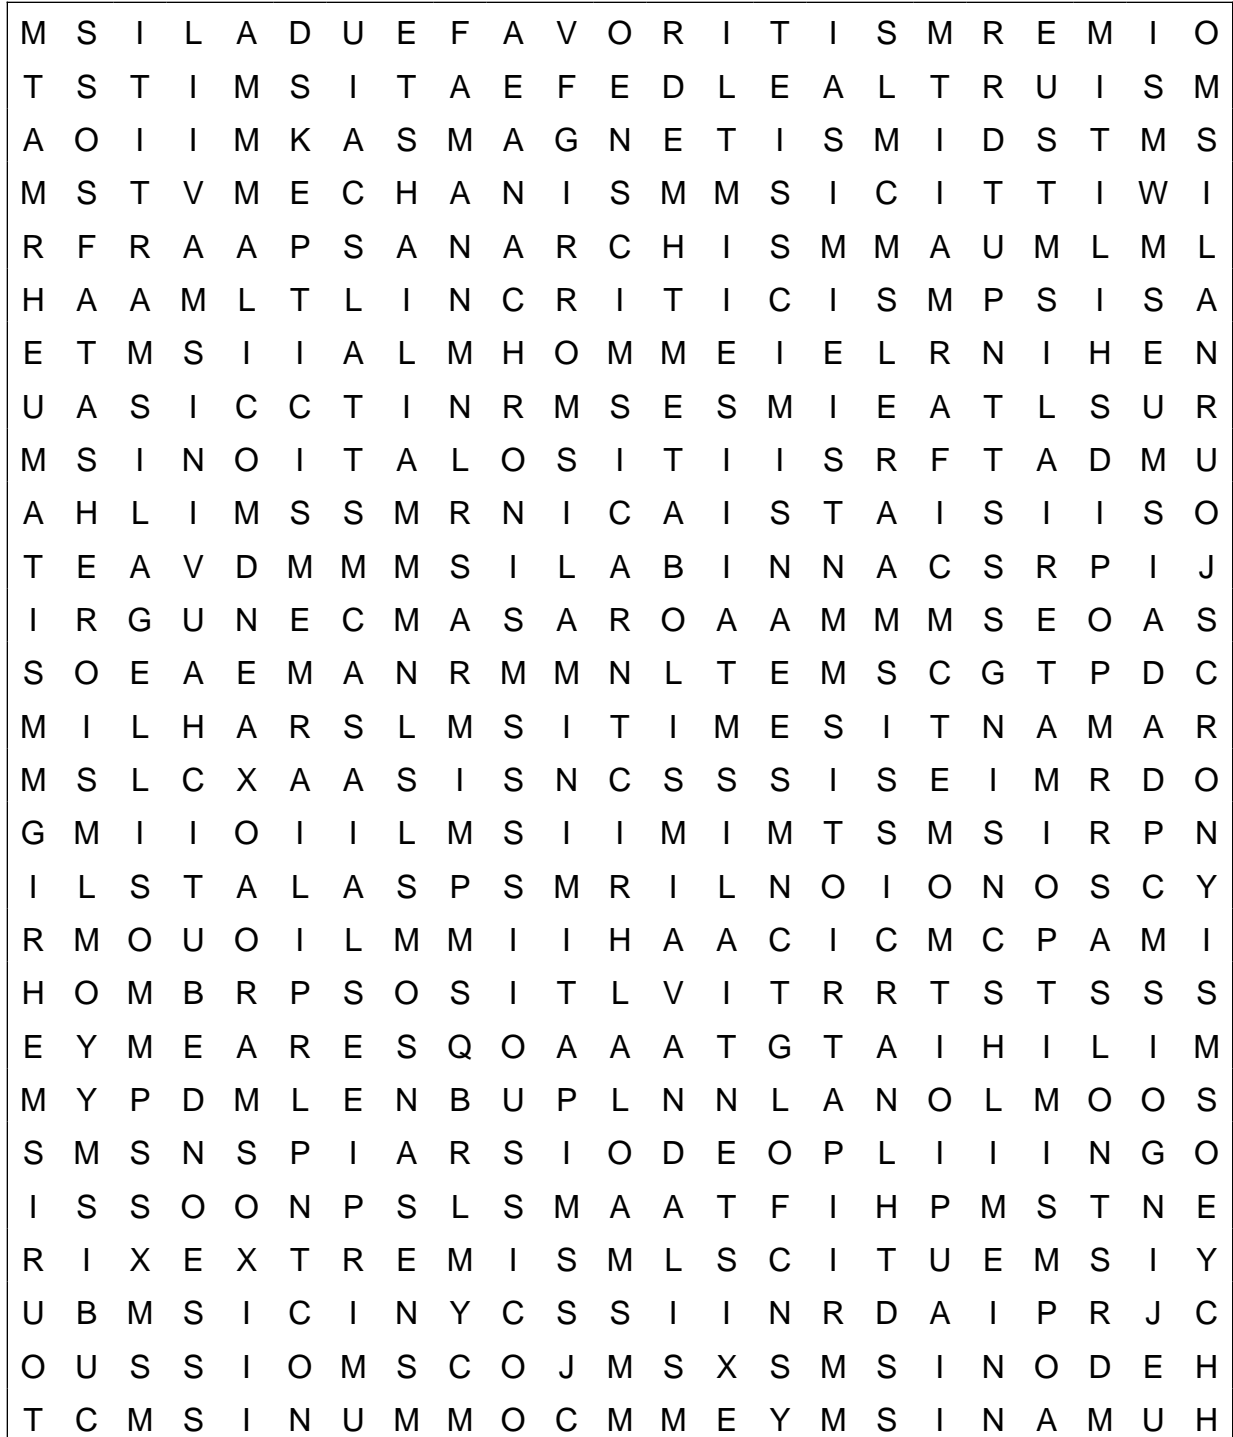 M S I L A D U E F A V O R I T I S M R E M I O
T S T I M S I T A E F E D L E A L T R U I S M
A O I I M K A S M A G N E T I S M I D S T M S
M S T V M E C H A N I S M M S I C I T T I W I
R F R A A P S A N A R C H I S M M A U M L M L
H A A M L T L I N C R I T I C I S M P S I S A
E T M S I I A L M H O M M E I E L R N I H E N
U A S I C C T I N R M S E S M I E A T L S U R
M S I N O I T A L O S I T I I S R F T A D M U
A H L I M S S M R N I C A I S T A I S I I S O
T E A V D M M M S I L A B I N N A C S R P I J
I R G U N E C M A S A R O A A M M M S E O A S
S O E A E M A N R M M N L T E M S C G T P D C
M I L H A R S L M S I T I M E S I T N A M A R
M S L C X A A S I S N C S S S I S E I M R D O
G M I I O I I L M S I I M I M T S M S I R P N
I L S T A L A S P S M R I L N O I O N O S C Y
R M O U O I L M M I I H A A C I C M C P A M I
H O M B R P S O S I T L V I T R R T S T S S S
E Y M E A R E S Q O A A A T G T A I H I L I M
M Y P D M L E N B U P L N N L A N O L M O O S
S M S N S P I A R S I O D E O P L I I I N G O
I S S O O N P S L S M A A T F I H P M S T N E
R I X E X T R E M I S M L S C I T U E M S I Y
U B M S I C I N Y C S S I I N R D A I P R J C
O U S S I O M S C O J M S X S M S I N O D E H
T C M S I N U M M O C M M E Y M S I N A M U H